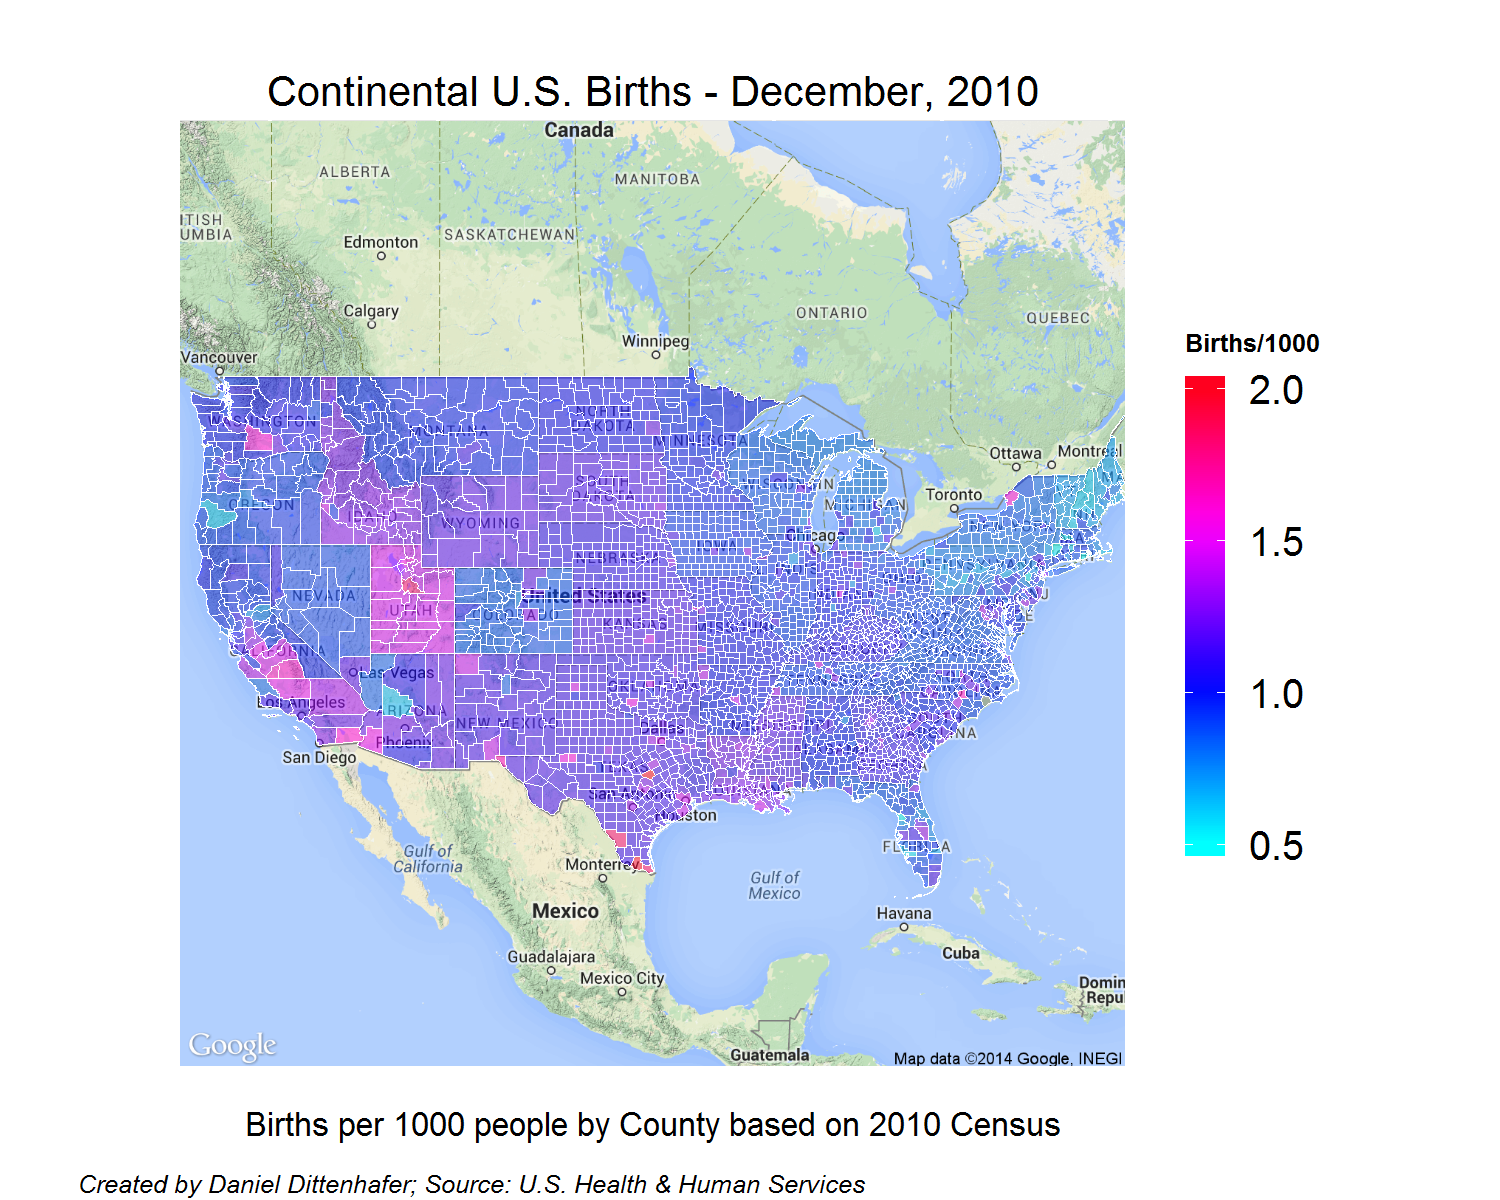 Continental U.S. Births - December, 2010
Canada
ALBERTA
MANITOBA
ITISH
UMBIA
Edmonton
SASKATCHEWAN
Calgary
ONTARIO
QUEBEC
Winnipeg
Vancouver
Births/1000
2.0
1.5
1.0
0.5
WASHINGTON
MONTANA
NORTH
DAKOTA
MINNESOTA
Ottawa
Montreal
Toronto
OREGON
IDAHO
WYOMING
SOUTH
DAKOTA
WISCONSIN
MICHIGAN
Chicago
IOWA
NEBRASKA
NEVADA
UTAH
COLORADO
United States
KANSAS
MISSOURI
CALIFORNIA
Las Vegas
Los Angeles
ARIZONA
Phoenix
NEW MEXICO
OKLAHOMA
Dallas
San Diego
TEXAS
San Antonio
Houston
FLORIDA
Gulf of
California
Monterrey
Gulf of
Mexico
Mexico
Havana
Cuba
Guadalajara
Mexico City
Domin
Repu
Guatemala
Google
Map data ©2014 Google, INEGI
Births per 1000 people by County based on 2010 Census
Created by Daniel Dittenhafer; Source: U.S. Health & Human Services